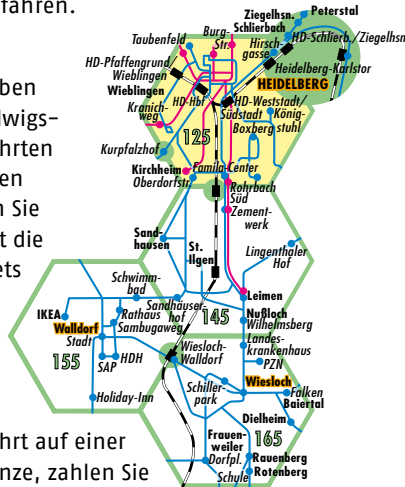 fahren.
ben
lwigs-
hrten
en
n Sie
t die
ets
hrt auf einer
nze, zahlen Sie
Ziegelhsn.
Peterstal
Schlierbach
Burg-
Str.
Taubenfeld
Hirsch-
gasse
HD-Schlierb./Ziegelhsn
HD-Pfaffengrund/
Wieblingen
Heidelberg-Karlstor
HEIDELBERG
Wieblingen
Kranich-
weg
HD-Hbf
HD-Weststadt/
Südstadt
König-
stuhl
Boxberg
125
Kurpfalzhof
Kirchheim
Famila-Center
Oberdorfstr.
Rohrbach
Süd
Zement-
werk
Sand-
hausen
St.
Ilgen
Lingenthaler
Hof
Schwimm-
bad
Leimen
IKEA
Rathaus
Sandhäuser-
hof
145
Nußloch
Wilhelmsberg
Walldorf
Sambugaweg
Stadt
Landes-
krankenhaus
155
SAP
HDH
Wiesloch-
Walldorf
PZN
Wiesloch
Schiller-
park
Falken
Baiertal
Holiday-Inn
Dielheim
Frauen-
weiler
165
Dorfpl.
Rauenberg
Schule
Rotenberg